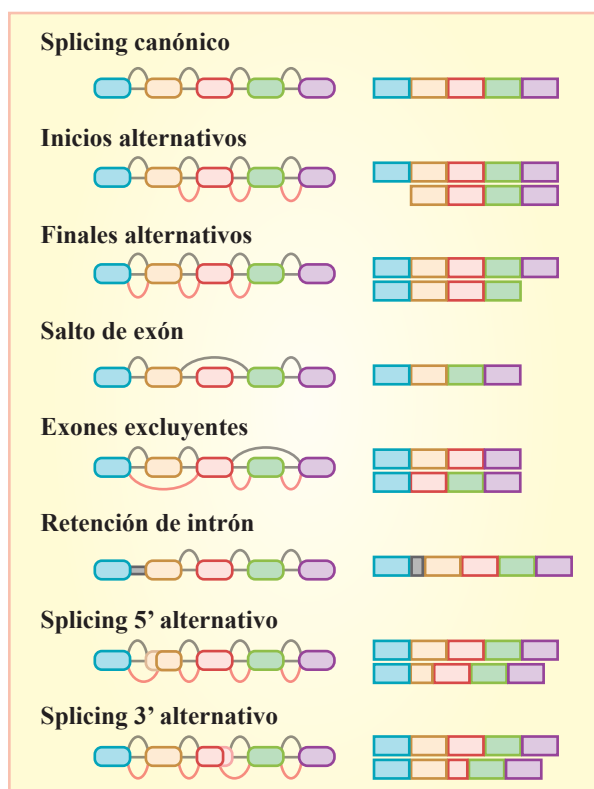 Splicing canónico
Inicios alternativos
Finales alternativos
Salto de exón
Exones excluyentes
Retención de intrón
Splicing 5’ alternativo
Splicing 3’ alternativo